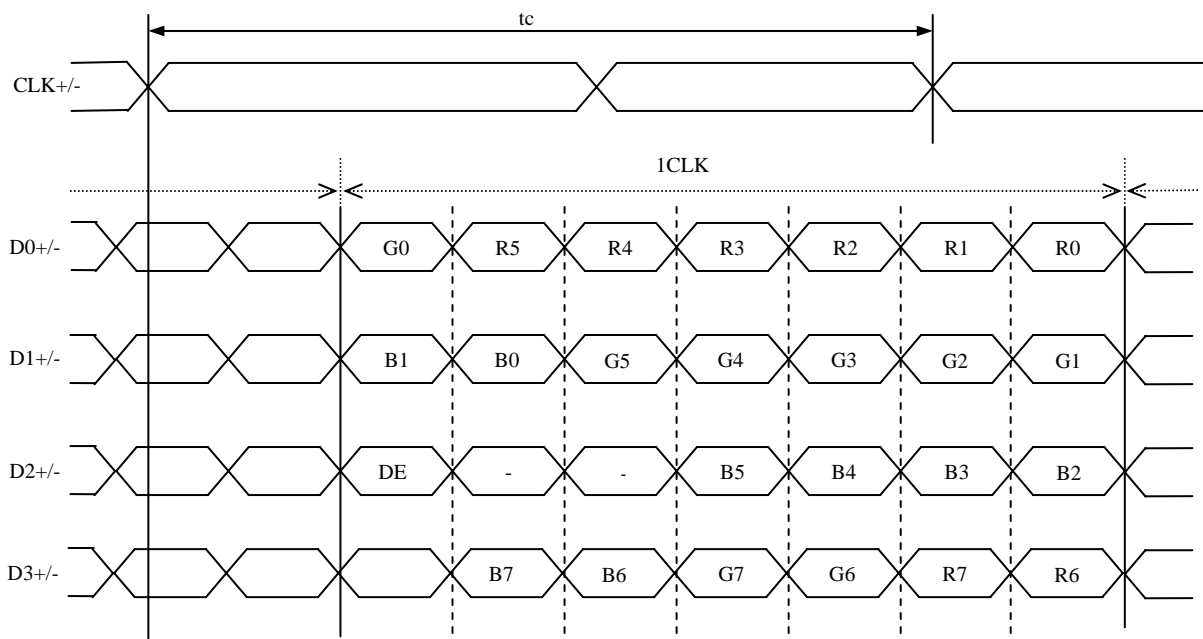 tc
CLK+/-
1CLK
D0+/- G0 R5 R4 R3 R2 R1 R0
D1+/- B1 B0 G5 G4 G3 G2 G1
D2+/- DE - - B5 B4 B3 B2
D3+/- B7 B6 G7 G6 R7 R6